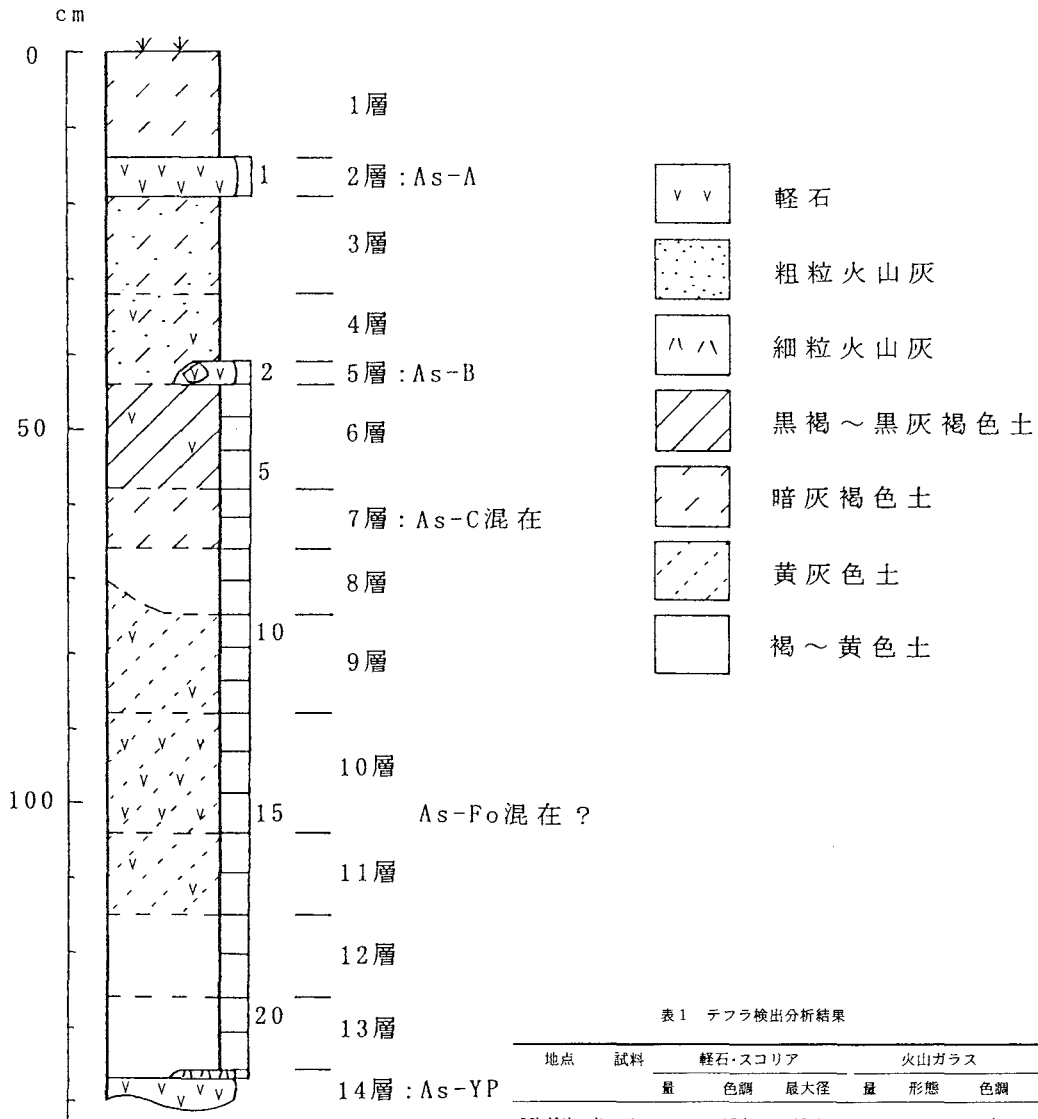 cm
0
1層
1
2層:As-A
3層
4層
2
5層:As-B
50
6層
5
7層:As-C混在
8層
10
9層
10層
100
15
As-Fo混在?
11層
12層
20
13層
14層:As-YP
軽石
粗粒火山灰
細粒火山灰
黒褐~黒灰褐色土
暗灰褐色土
黄灰色土
褐~黄色土
表1 テフラ検出分析結果
地点 試料 軽石・スコリア 火山ガラス
量 色調 最大径 量 形態 色調